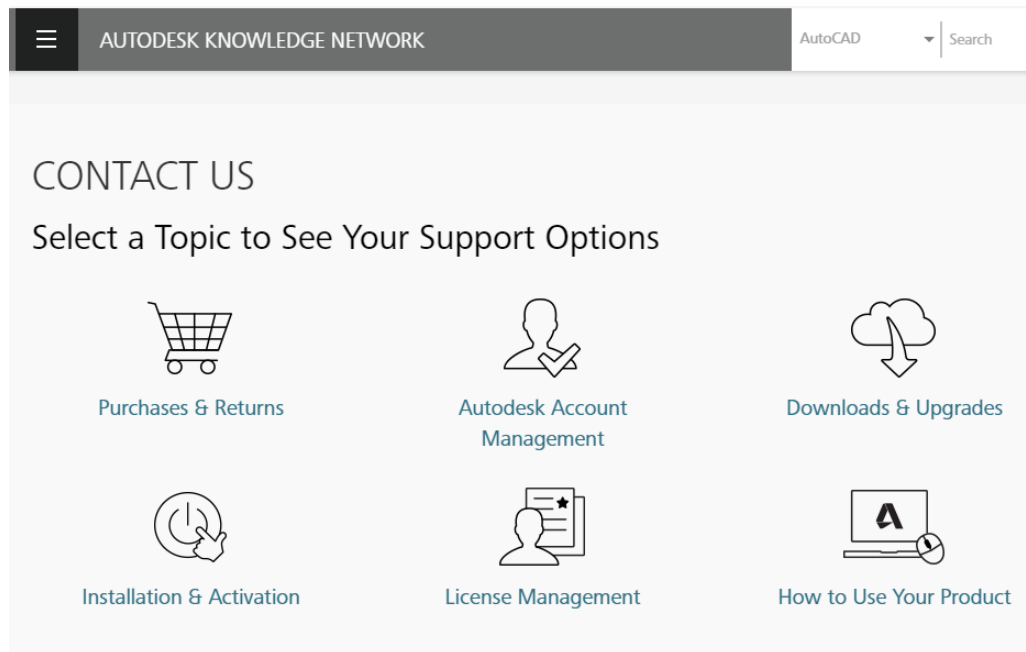 AUTODESK KNOWLEDGE NETWORK
AutoCAD
Search
CONTACT US
Select a Topic to See Your Support Options
Purchases & Returns
Autodesk Account
Management
Downloads & Upgrades
Installation & Activation
License Management
How to Use Your Product